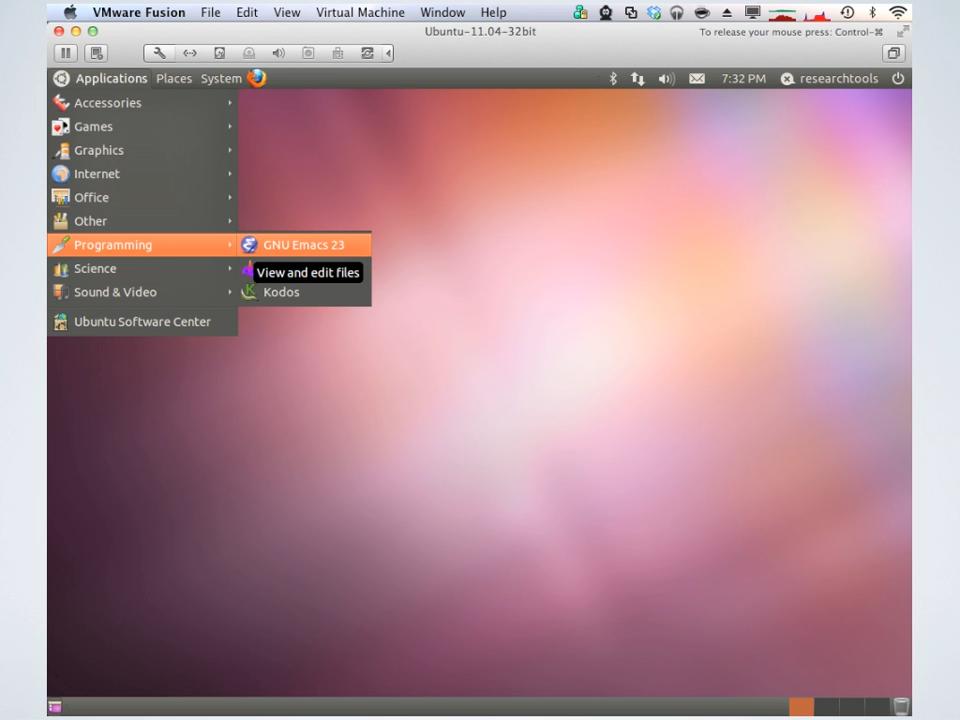 VMware Fusion File Edit View Virtual Machine Window Help
Ubuntu-11.04-32bit To release your mouse press: Control-⌘
Applications Places System 7:32 PM researchtools
Accessories
Games
Graphics
Internet
Office
Other
Programming GNU Emacs 23
Science View and edit files
Sound & Video Kodos
Ubuntu Software Center